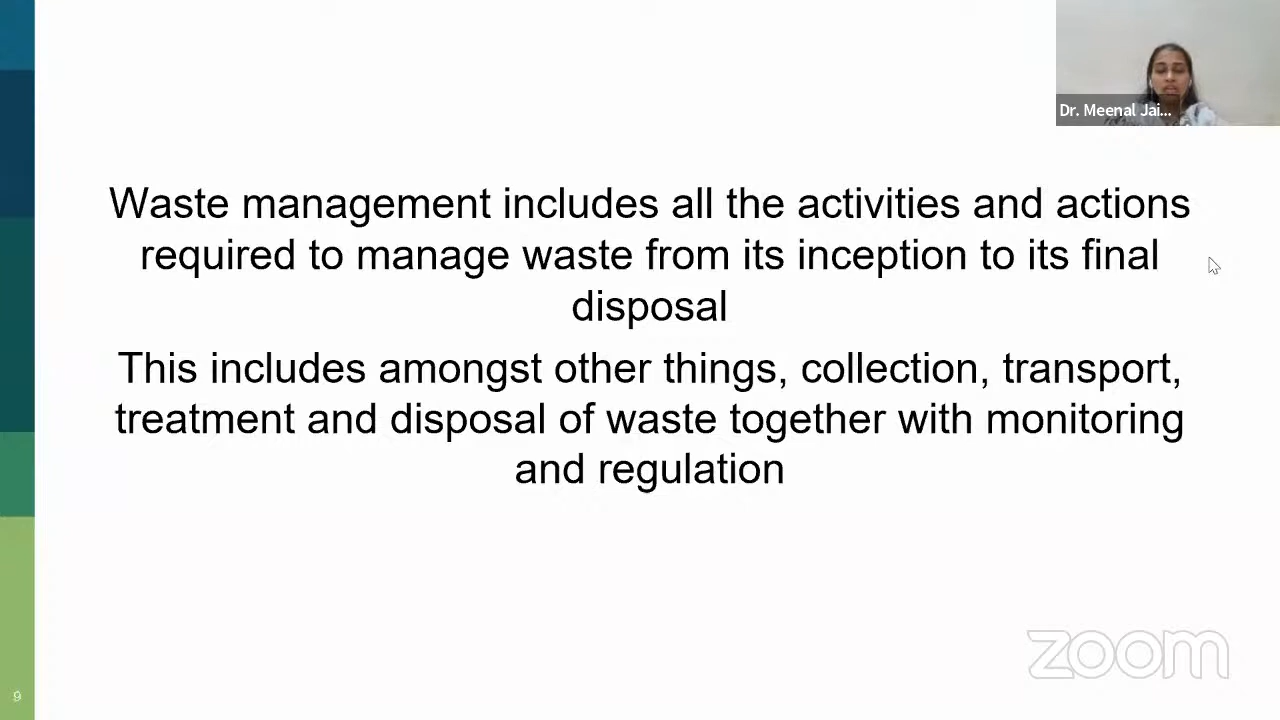 Dr. Meenal Jai...
Waste management includes all the activities and actions
required to manage waste from its inception to its final
disposal
This includes amongst other things, collection, transport,
treatment and disposal of waste together with monitoring
and regulation
zoom
9